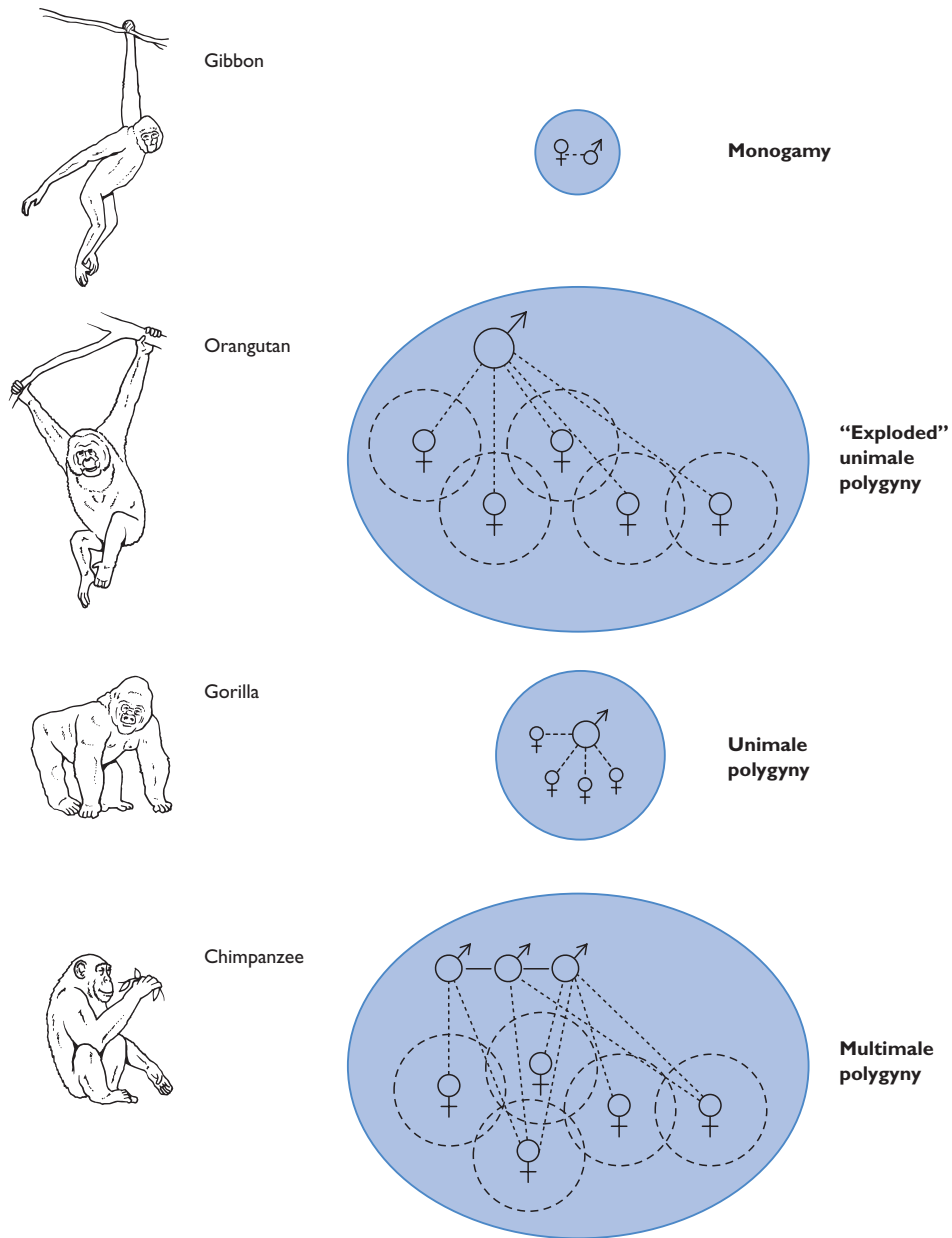 Gibbon
Monogamy
Orangutan
“Exploded”
unimale
polygyny
Gorilla
Unimale
polygyny
Chimpanzee
Multimale
polygyny